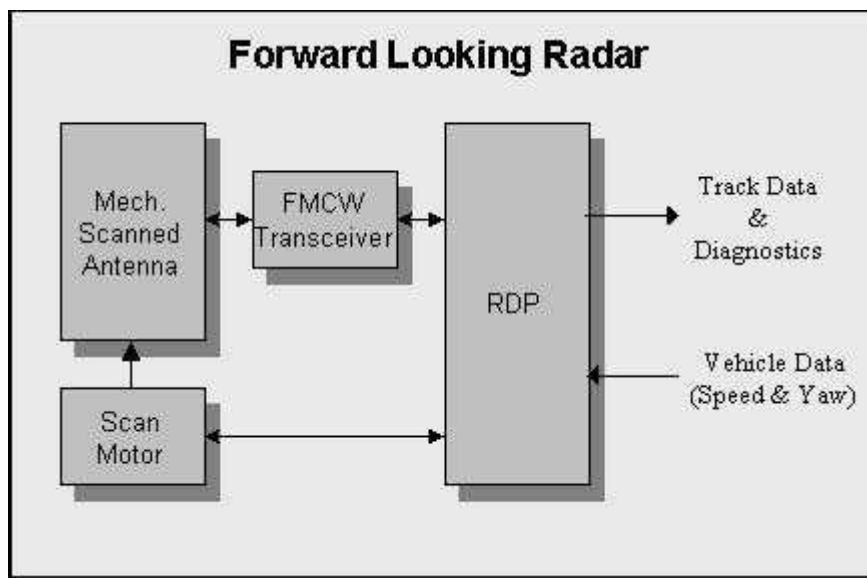 Forward Looking Radar
Mech.
Scanned
Antenna
FMCW
Transceiver
RDP
Track Data
&
Diagnostics
Vehicle Data
(Speed & Yaw)
Scan
Motor